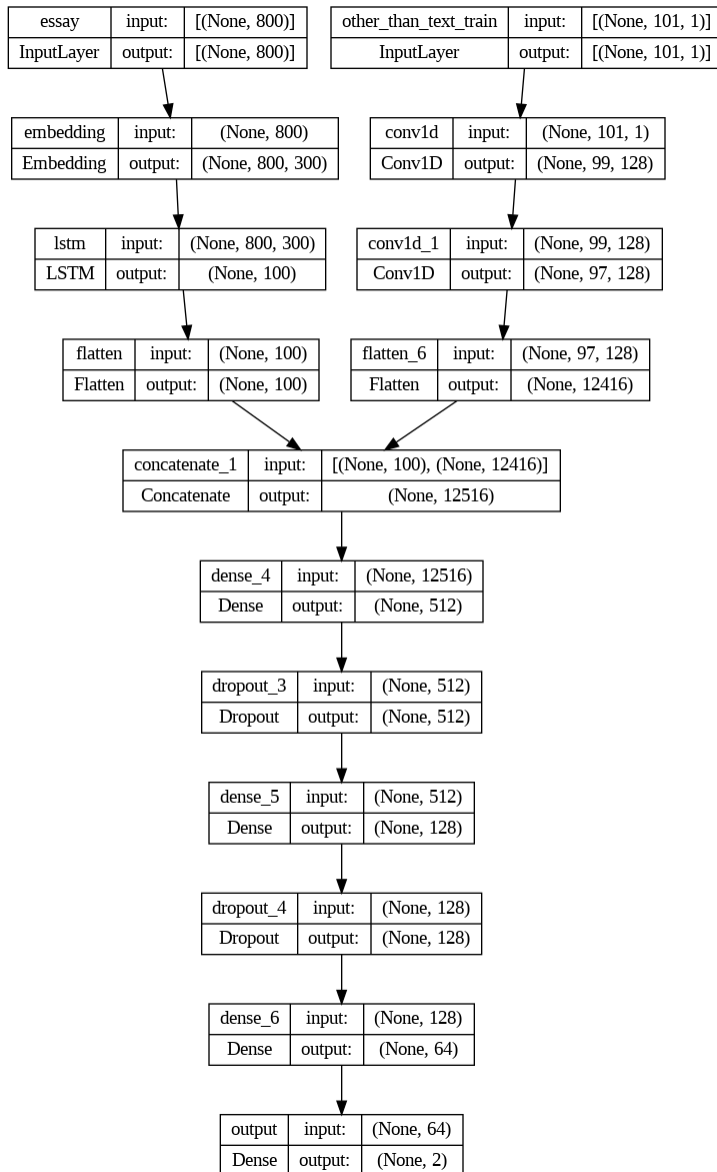 essay input: [(None, 800)] other_than_text_train input: [(None, 101, 1)]
InputLayer output: [(None, 800)] InputLayer output: [(None, 101, 1)]
embedding input: (None, 800) conv1d input: (None, 101, 1)
Embedding output: (None, 800, 300) Conv1D output: (None, 99, 128)
lstm input: (None, 800, 300) conv1d_1 input: (None, 99, 128)
LSTM output: (None, 100) Conv1D output: (None, 97, 128)
flatten input: (None, 100) flatten_6 input: (None, 97, 128)
Flatten output: (None, 100) Flatten output: (None, 12416)
concatenate_1 input: [(None, 100), (None, 12416)]
Concatenate output: (None, 12516)
dense_4 input: (None, 12516)
Dense output: (None, 512)
dropout_3 input: (None, 512)
Dropout output: (None, 512)
dense_5 input: (None, 512)
Dense output: (None, 128)
dropout_4 input: (None, 128)
Dropout output: (None, 128)
dense_6 input: (None, 128)
Dense output: (None, 64)
output input: (None, 64)
Dense output: (None, 2)